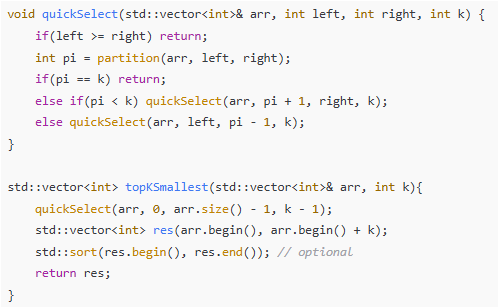 void quickSelect(std::vector<int>& arr, int left, int right, int k) {
    if(left >= right) return;
    int pi = partition(arr, left, right);
    if(pi == k) return;
    else if(pi < k) quickSelect(arr, pi + 1, right, k);
    else quickSelect(arr, left, pi - 1, k);
}

std::vector<int> topKSmallest(std::vector<int>& arr, int k){
    quickSelect(arr, 0, arr.size() - 1, k - 1);
    std::vector<int> res(arr.begin(), arr.begin() + k);
    std::sort(res.begin(), res.end()); // optional
    return res;
}